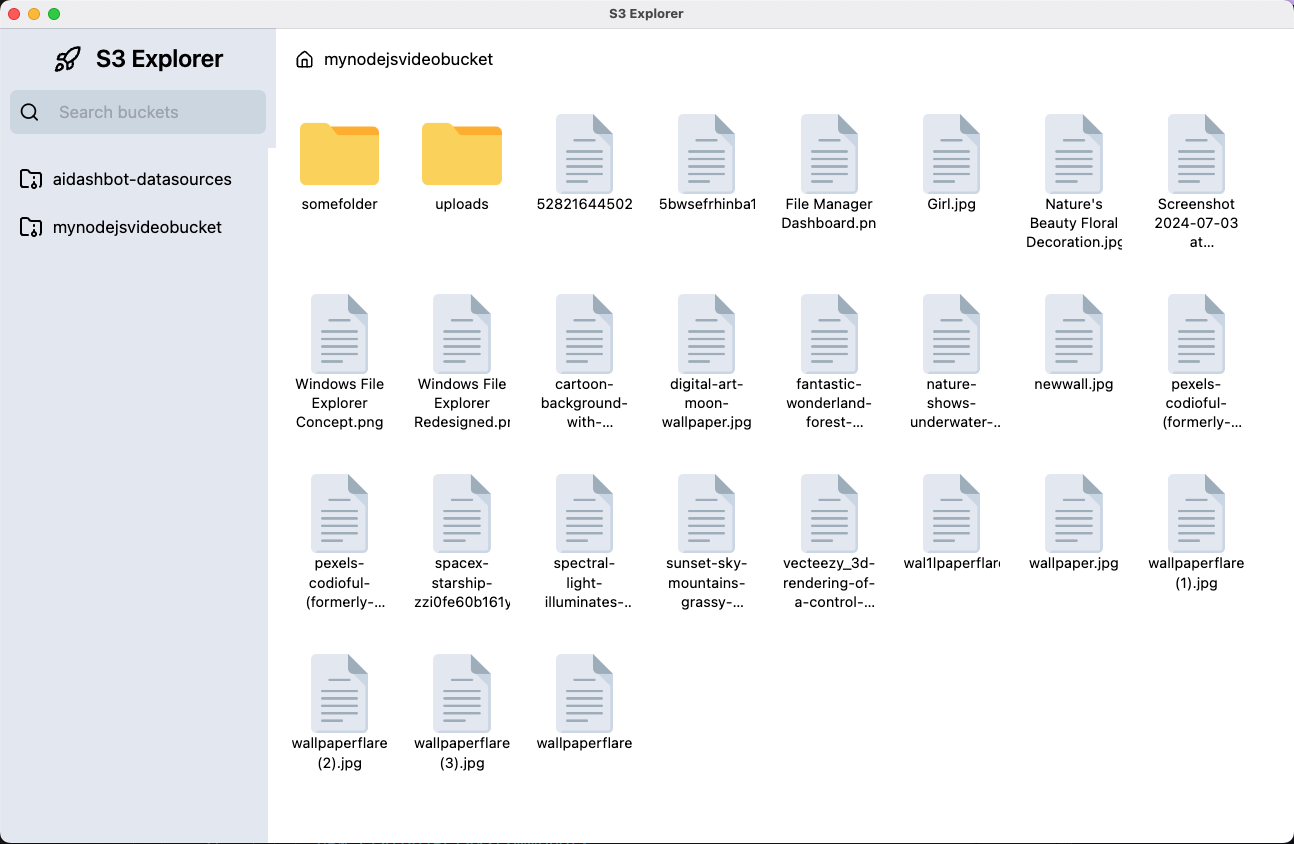 S3 Explorer
S3 Explorer
Search buckets
aidashbot-datasources
mynodejsvideobucket
mynodejsvideobucket
somefolder
uploads
52821644502
5bwsefrhinba1
File Manager
Dashboard.pn
Girl.jpg
Nature's
Beauty Floral
Decoration.jpg
Screenshot
2024-07-03
at...
Windows File
Explorer
Concept.png
Windows File
Explorer
Redesigned.pr
cartoon-
background-
with-...
digital-art-
moon-
wallpaper.jpg
fantastic-
wonderland-
forest-...
nature-
shows-
underwater-..
newwall.jpg
pexels-
codioful-
(formerly-...
pexels-
codioful-
(formerly-...
spacex-
starship-
zzi0fe60b161y
spectral-
light-
illuminates-..
sunset-sky-
mountains-
grassy-...
vecteezy_3d-
rendering-of-
a-control-...
wal1lpaperflare
wallpaper.jpg
wallpaperflare
(1).jpg
wallpaperflare
(2).jpg
wallpaperflare
(3).jpg
wallpaperflare